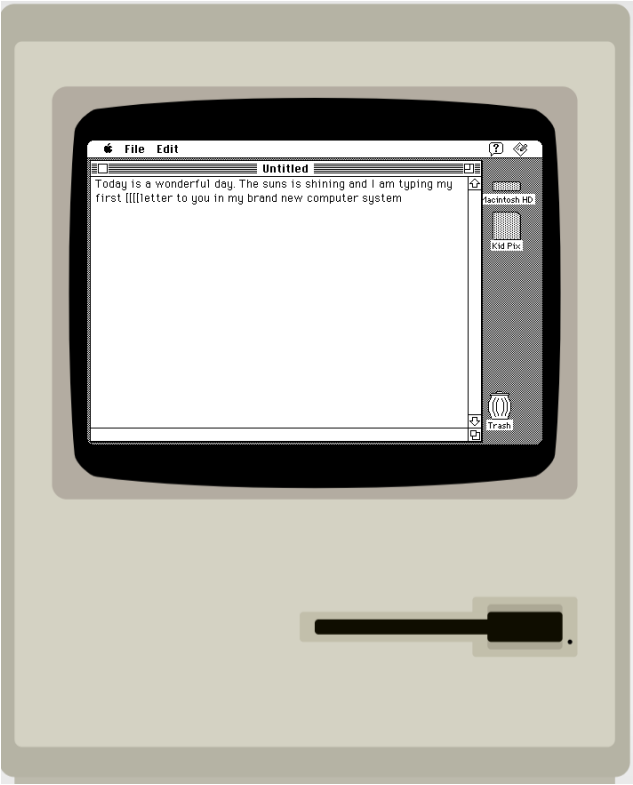 File Edit
Untitled
Today is a wonderful day. The suns is shining and I am typing my
first [[[[letter to you in my brand new computer system
Macintosh HD
Kid Pix
Trash